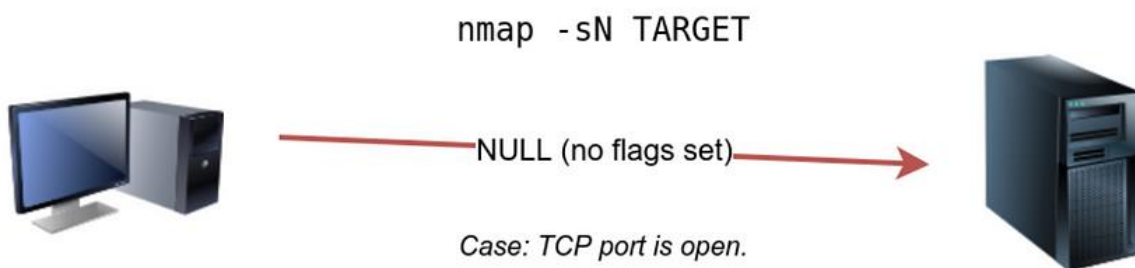 nmap -sN TARGET
NULL (no flags set)
Case: TCP port is open.